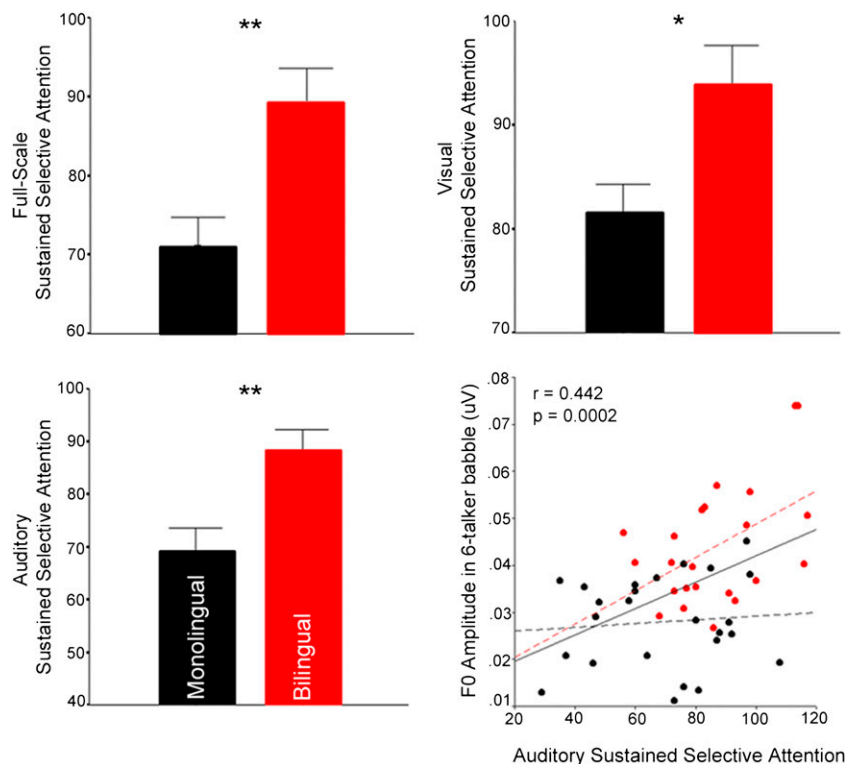 100
90
80
70
60
**
Full-Scale
Sustained Selective Attention
100
90
80
70
*
Visual
Sustained Selective Attention
100
90
80
70
60
50
40
**
Auditory
Sustained Selective Attention
Monolingual
Bilingual
.08
.07
.06
.05
.04
.03
.02
.01
r = 0.442
p = 0.0002
F0 Amplitude in 6-talker babble (uV)
20 40 60 80 100 120
Auditory Sustained Selective Attention